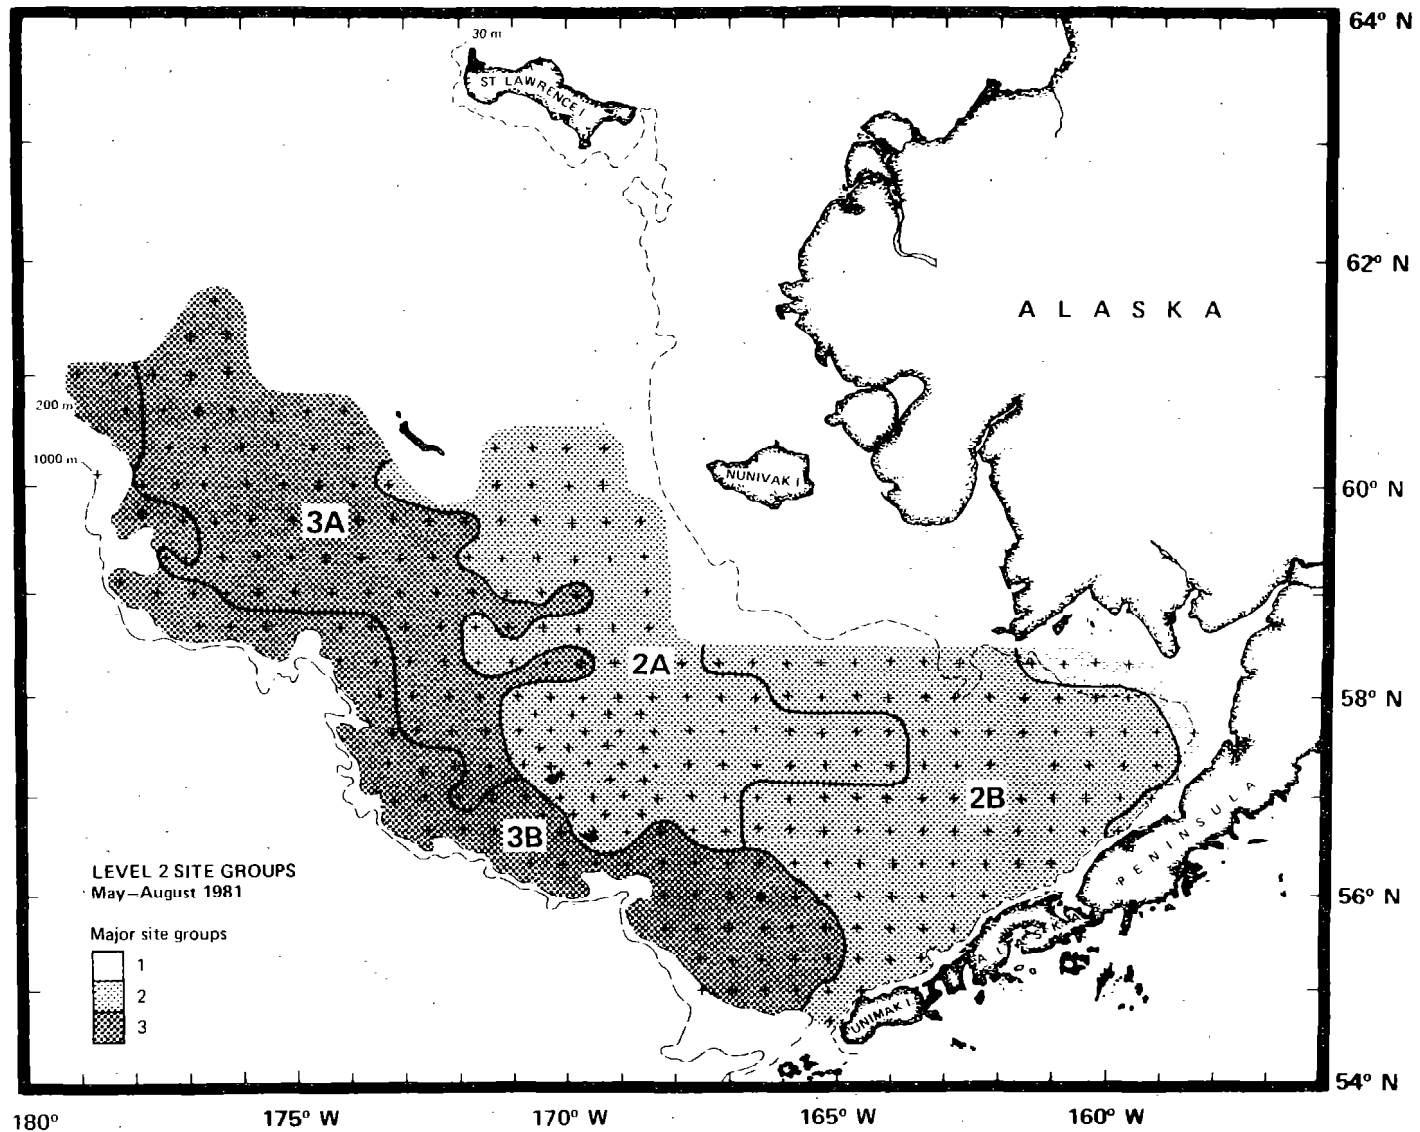 64° N
30 m
ST LAWRENCE I
62° N
ALASKA
200 m
1000 m
NUNIVAK I
60° N
3A
2A
58° N
2B
3B
PENINSULA
LEVEL 2 SITE GROUPS
May–August 1981
56° N
Major site groups
1
2
3
ALASKA
UNIMAK I
54° N
180° 175° W 170° W 165° W 160° W